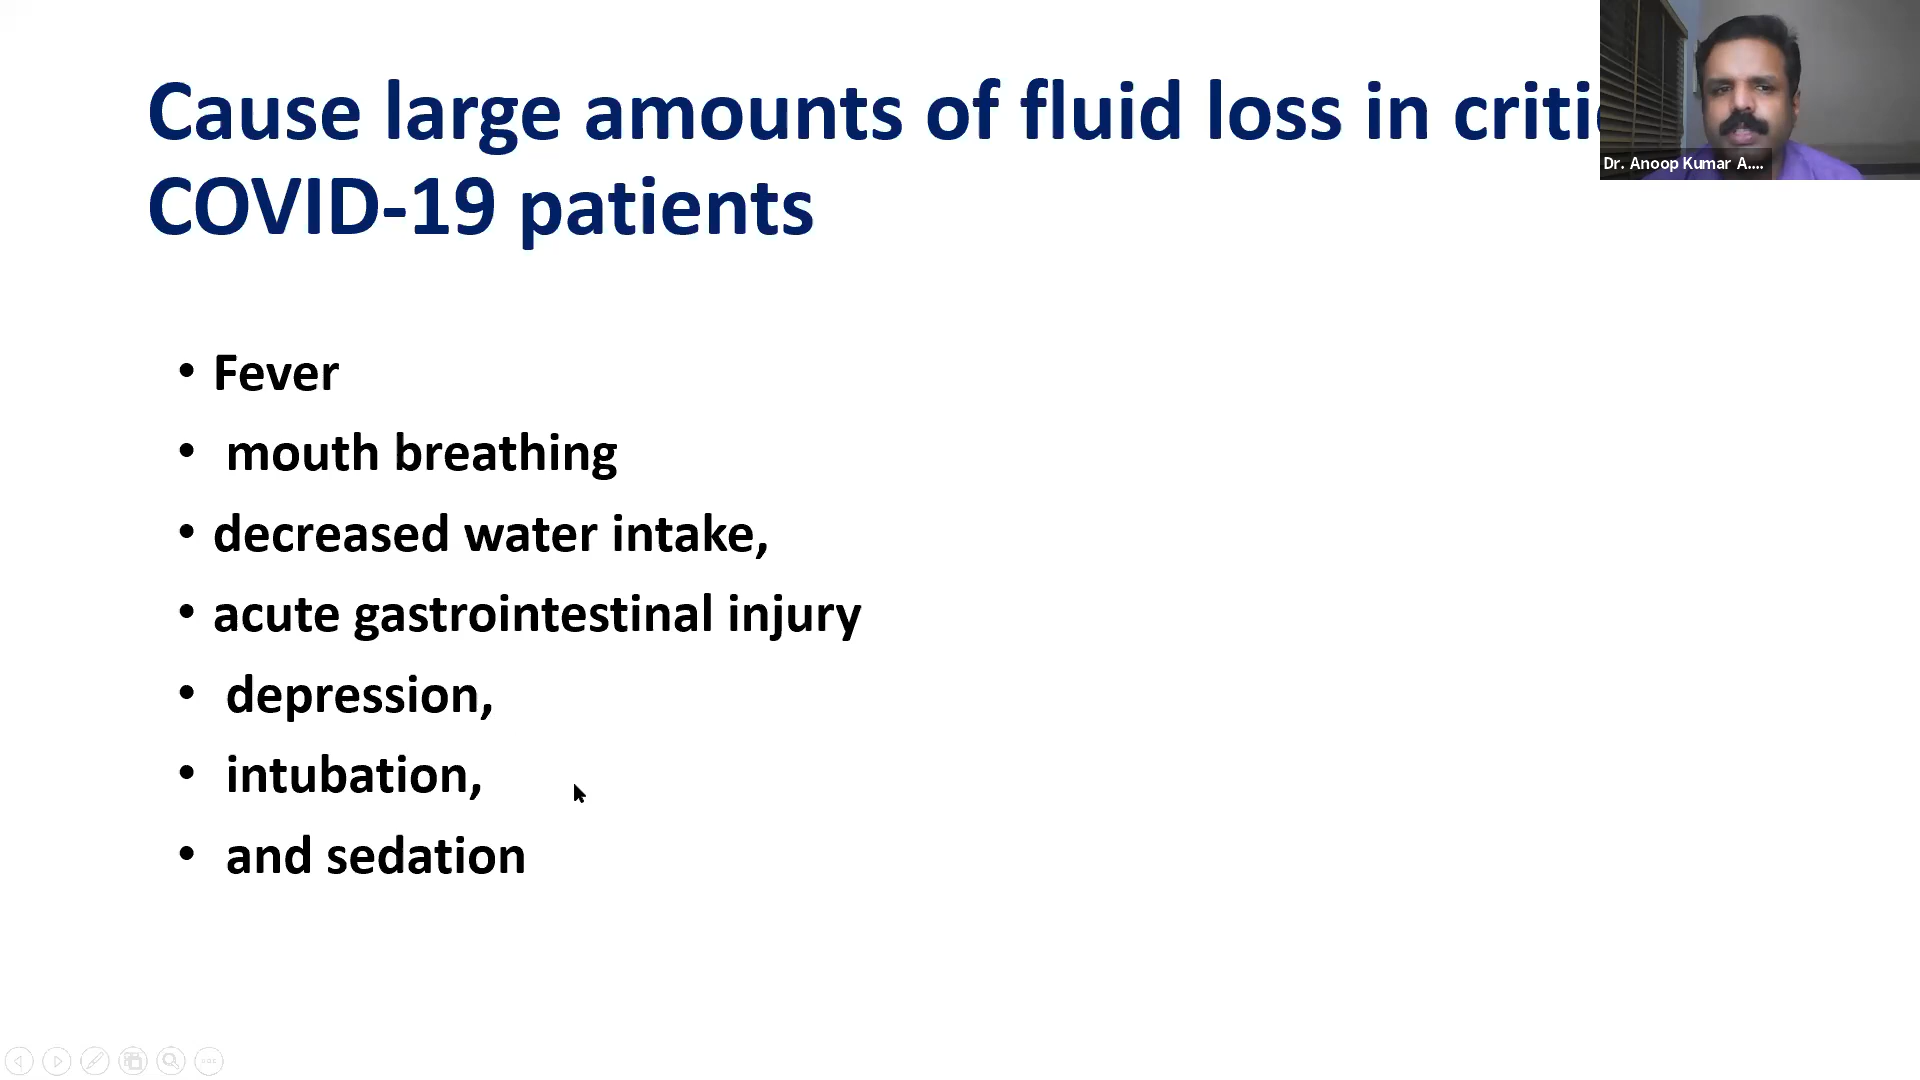 Cause large amounts of fluid loss in
COVID-19 patients
Dr. Anoop Kumar A....
• Fever
• mouth breathing
• decreased water intake,
• acute gastrointestinal injury
• depression,
• intubation,
• and sedation